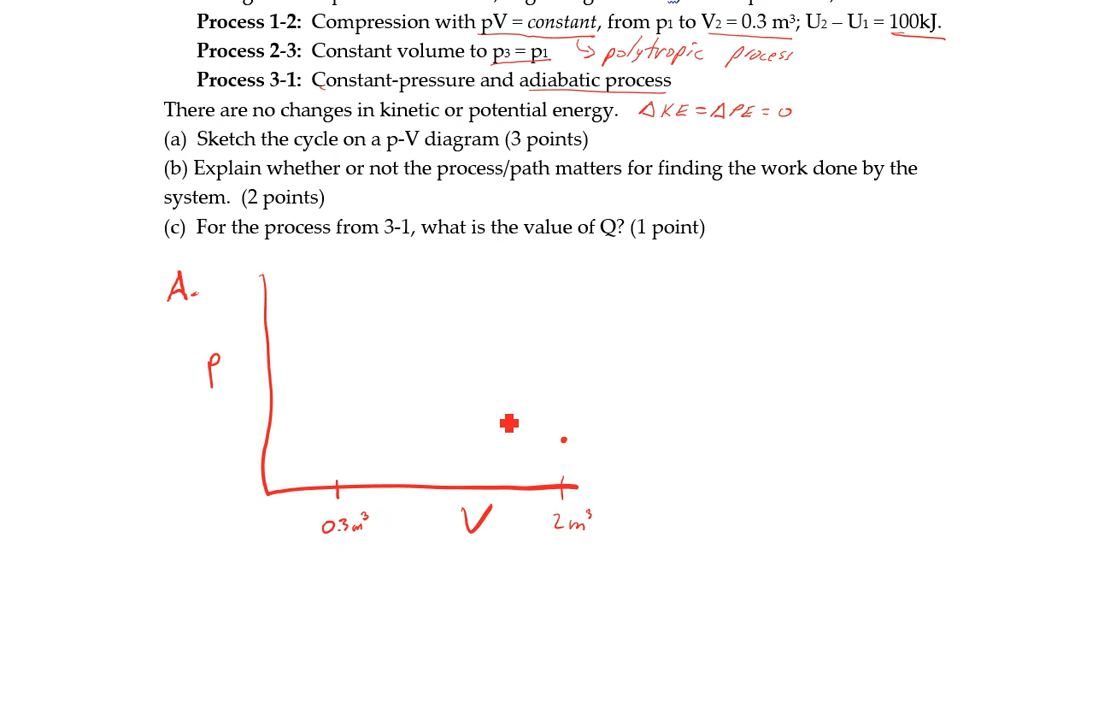 Process 1-2: Compression with pV = constant, from p1 to V2 = 0.3 m³; U2 – U1 = 100kJ.
Process 2-3: Constant volume to p3 = p1 ↳ polytropic process
Process 3-1: Constant-pressure and adiabatic process
There are no changes in kinetic or potential energy. ΔKE = ΔPE = 0
(a) Sketch the cycle on a p-V diagram (3 points)
(b) Explain whether or not the process/path matters for finding the work done by the
system. (2 points)
(c) For the process from 3-1, what is the value of Q? (1 point)
A.
P
0.3 m³ V 2 m³